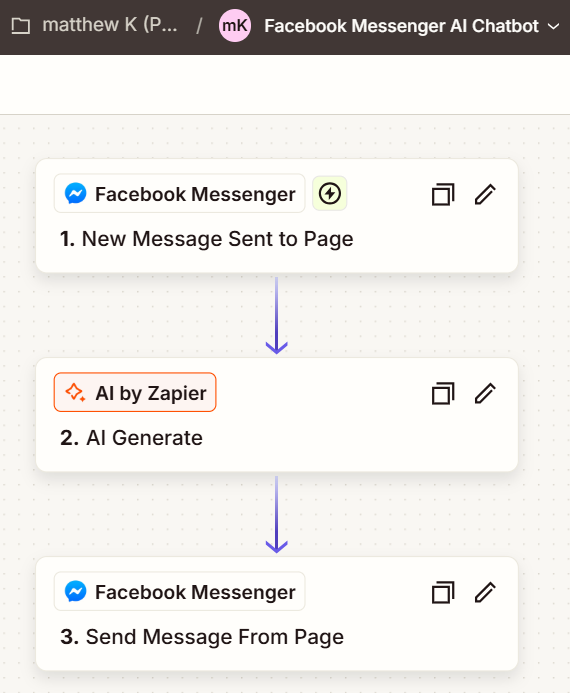 matthew K (P... / mK Facebook Messenger AI Chatbot
Facebook Messenger
1. New Message Sent to Page
AI by Zapier
2. AI Generate
Facebook Messenger
3. Send Message From Page